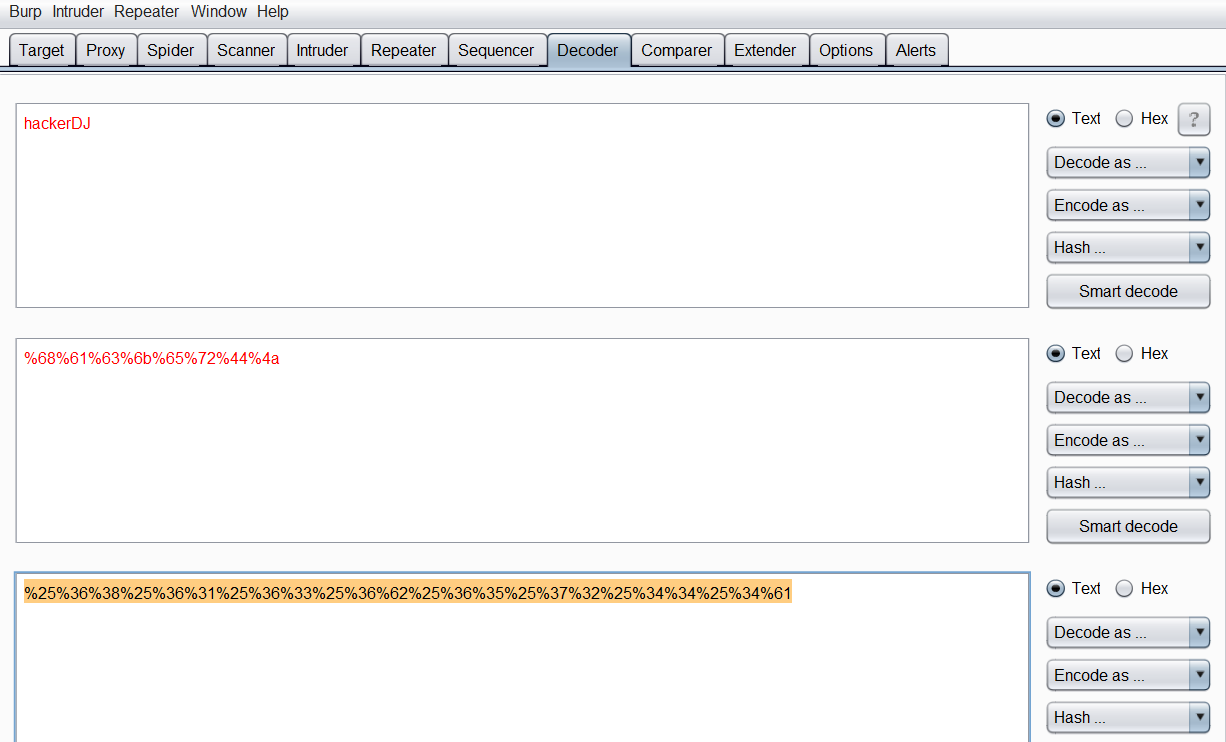 Burp Intruder Repeater Window Help
Target Proxy Spider Scanner Intruder Repeater Sequencer Decoder Comparer Extender Options Alerts
hackerDJ
Text Hex ?
Decode as ...
Encode as ...
Hash ...
Smart decode
%68%61%63%6b%65%72%44%4a
Text Hex
Decode as ...
Encode as ...
Hash ...
Smart decode
%25%36%38%25%36%31%25%36%33%25%36%62%25%36%35%25%37%32%25%34%34%25%34%61
Text Hex
Decode as ...
Encode as ...
Hash ...